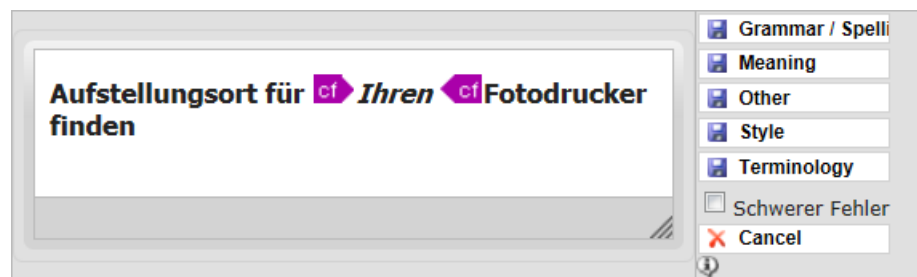 Aufstellungsort für cf Ihren cf Fotodrucker
finden
Grammar / Spelli
Meaning
Other
Style
Terminology
Schwerer Fehler
Cancel